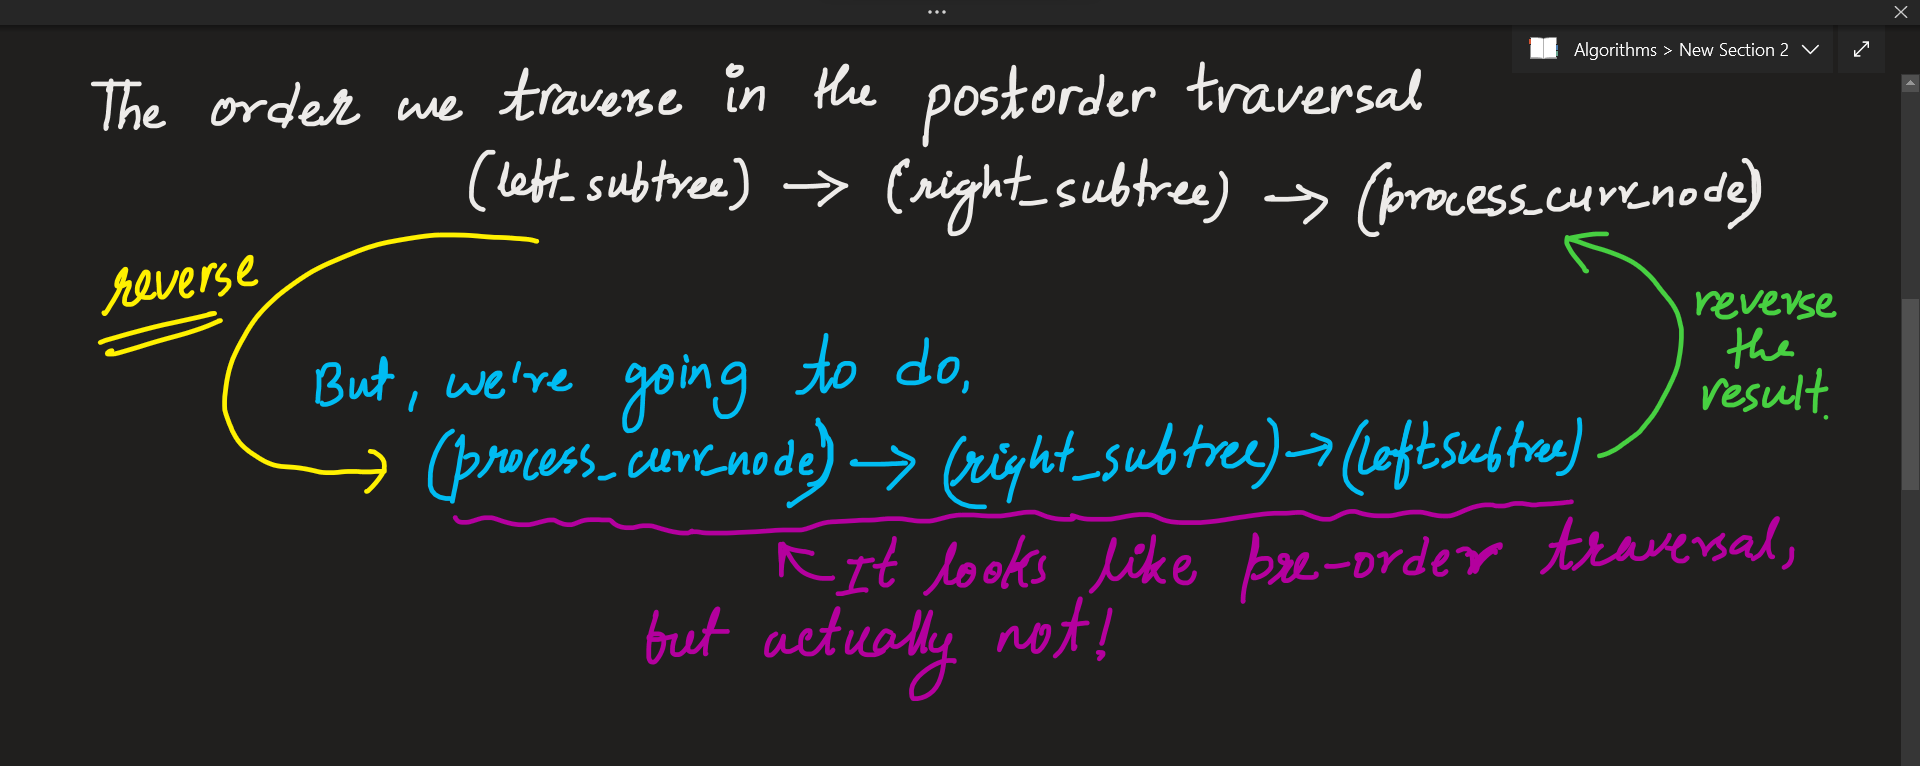 Algorithms > New Section 2
The order we traverse in the postorder traversal
(left_subtree) → (right_subtree) → (process_curr_node)
reverse
reverse
the
result.
But, we're going to do,
(process_curr_node) → (right_subtree) → (left_subtree)
It looks like pre-order traversal,
but actually not!